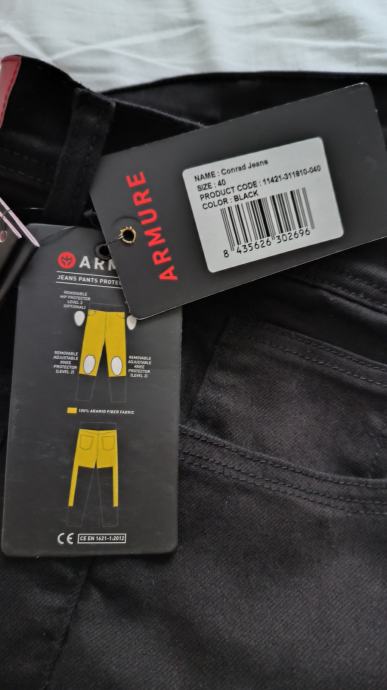 NAME : Conrad Jeans
SIZE : 40
PRODUCT CODE : 11421-311810-040
COLOR : BLACK
8 435626 302696
ARMURE
ARM
JEANS PANTS PROTEC
REMOVABLE
HIP PROTECTOR
LEVEL 2
(OPTIONAL)
REMOVABLE
ADJUSTABLE
KNEE
PROTECTOR
(LEVEL 2)
REMOVABLE
ADJUSTABLE
KNEE
PROTECTOR
(LEVEL 2)
100% ARAMID FIBER FABRIC
CE CE EN 1621-1:2012